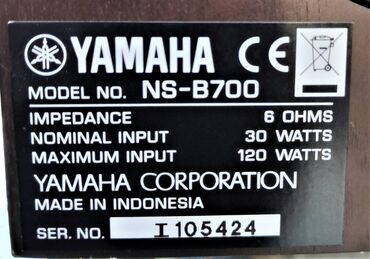 YAMAHA CE
MODEL NO. NS-B700
IMPEDANCE 6 OHMS
NOMINAL INPUT 30 WATTS
MAXIMUM INPUT 120 WATTS
YAMAHA CORPORATION
MADE IN INDONESIA
SER. NO. I 105424